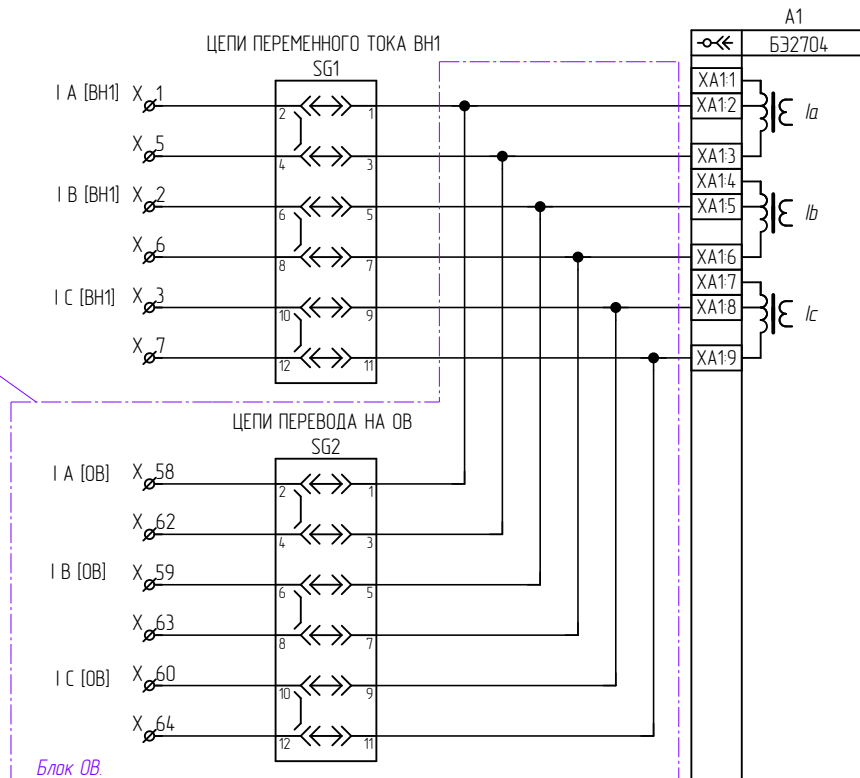 А1
ЦЕПИ ПЕРЕМЕННОГО ТОКА ВН1
БЭ2704
SG1
I A [ВН1] X 1
2 1
X 5
4 3
I B [ВН1] X 2
6 5
X 6
8 7
I C [ВН1] X 3
10 9
X 7
12 11
XA1:1
XA1:2
Ia
XA1:3
XA1:4
XA1:5
Ib
XA1:6
XA1:7
XA1:8
Ic
XA1:9
ЦЕПИ ПЕРЕВОДА НА ОВ
SG2
I A [ОВ] X 58
2 1
X 62
4 3
I B [ОВ] X 59
6 5
X 63
8 7
I C [ОВ] X 60
10 9
X 64
12 11
Блок ОВ.